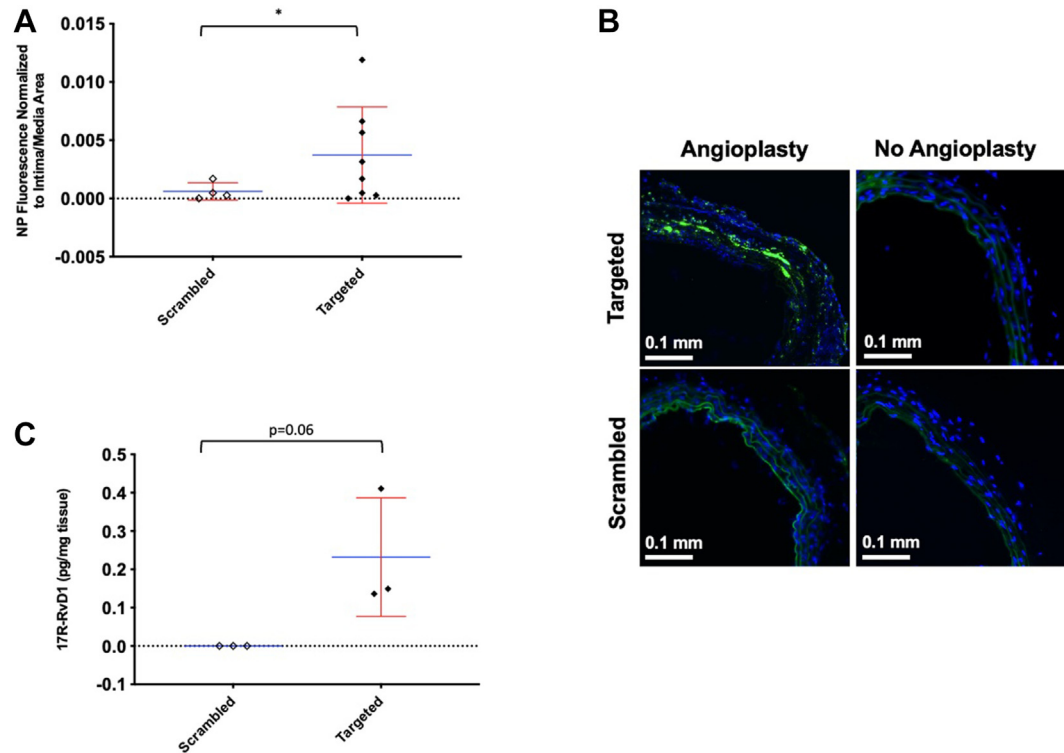 A
*
0.015
0.010
0.005
0.000
-0.005
NP Fluorescence Normalized
to Intima/Media Area
Scrambled
Targeted
B
Angioplasty
No Angioplasty
Targeted
0.1 mm
0.1 mm
Scrambled
0.1 mm
0.1 mm
C
p=0.06
0.5
0.4
0.3
0.2
0.1
0.0
-0.1
17R-RvD1 (pg/mg tissue)
Scrambled
Targeted